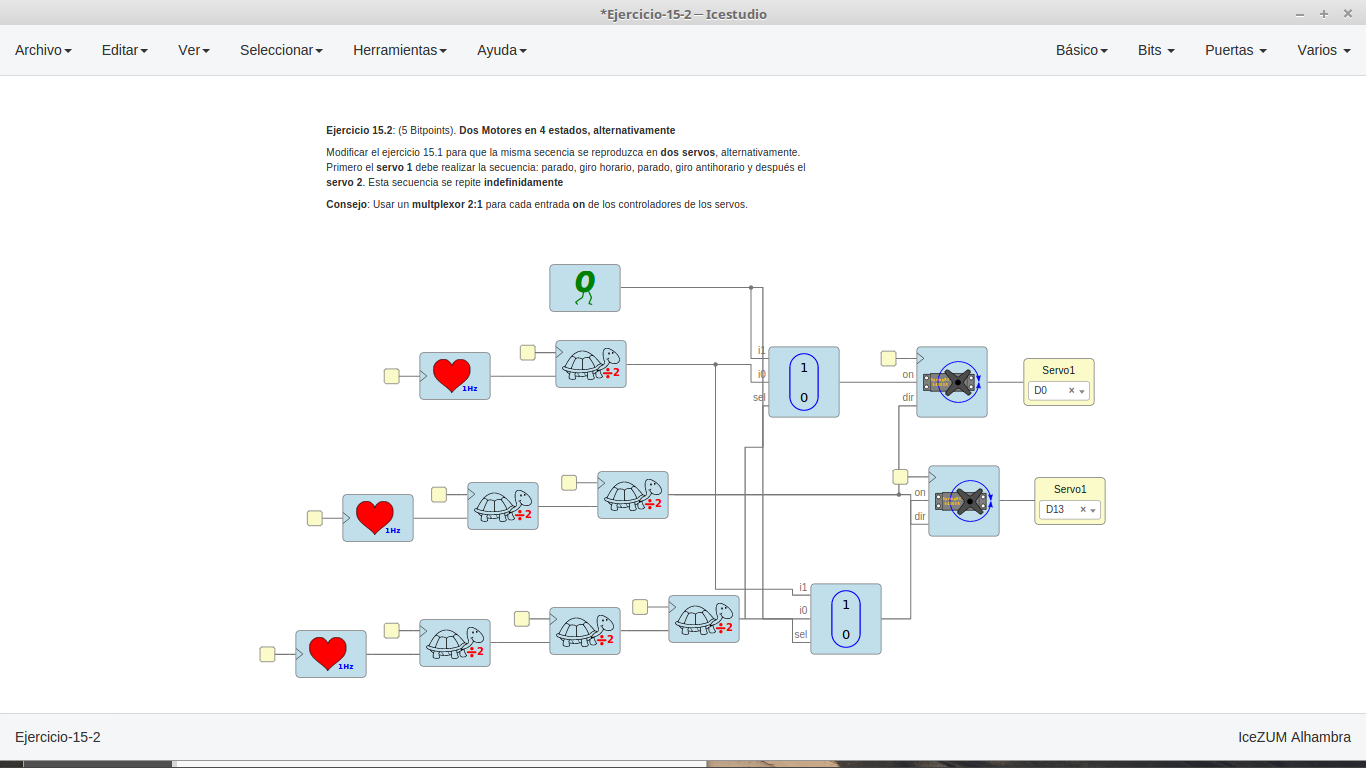 *Ejercicio-15-2 — Icestudio
Archivo Editar Ver Seleccionar Herramientas Ayuda Básico Bits Puertas Varios
Ejercicio 15.2: (5 Bitpoints). Dos Motores en 4 estados, alternativamente
Modificar el ejercicio 15.1 para que la misma secencia se reproduzca en dos servos, alternativamente.
Primero el servo 1 debe realizar la secuencia: parado, giro horario, parado, giro antihorario y después el
servo 2. Esta secuencia se repite indefinidamente
Consejo: Usar un multplexor 2:1 para cada entrada on de los controladores de los servos.
0
1Hz
÷2
i1
i0
sel
1
0
on
dir
Servo1
D0
1Hz
÷2
÷2
on
dir
Servo1
D13
1Hz
÷2
÷2
÷2
i1
i0
sel
1
0
Ejercicio-15-2 IceZUM Alhambra